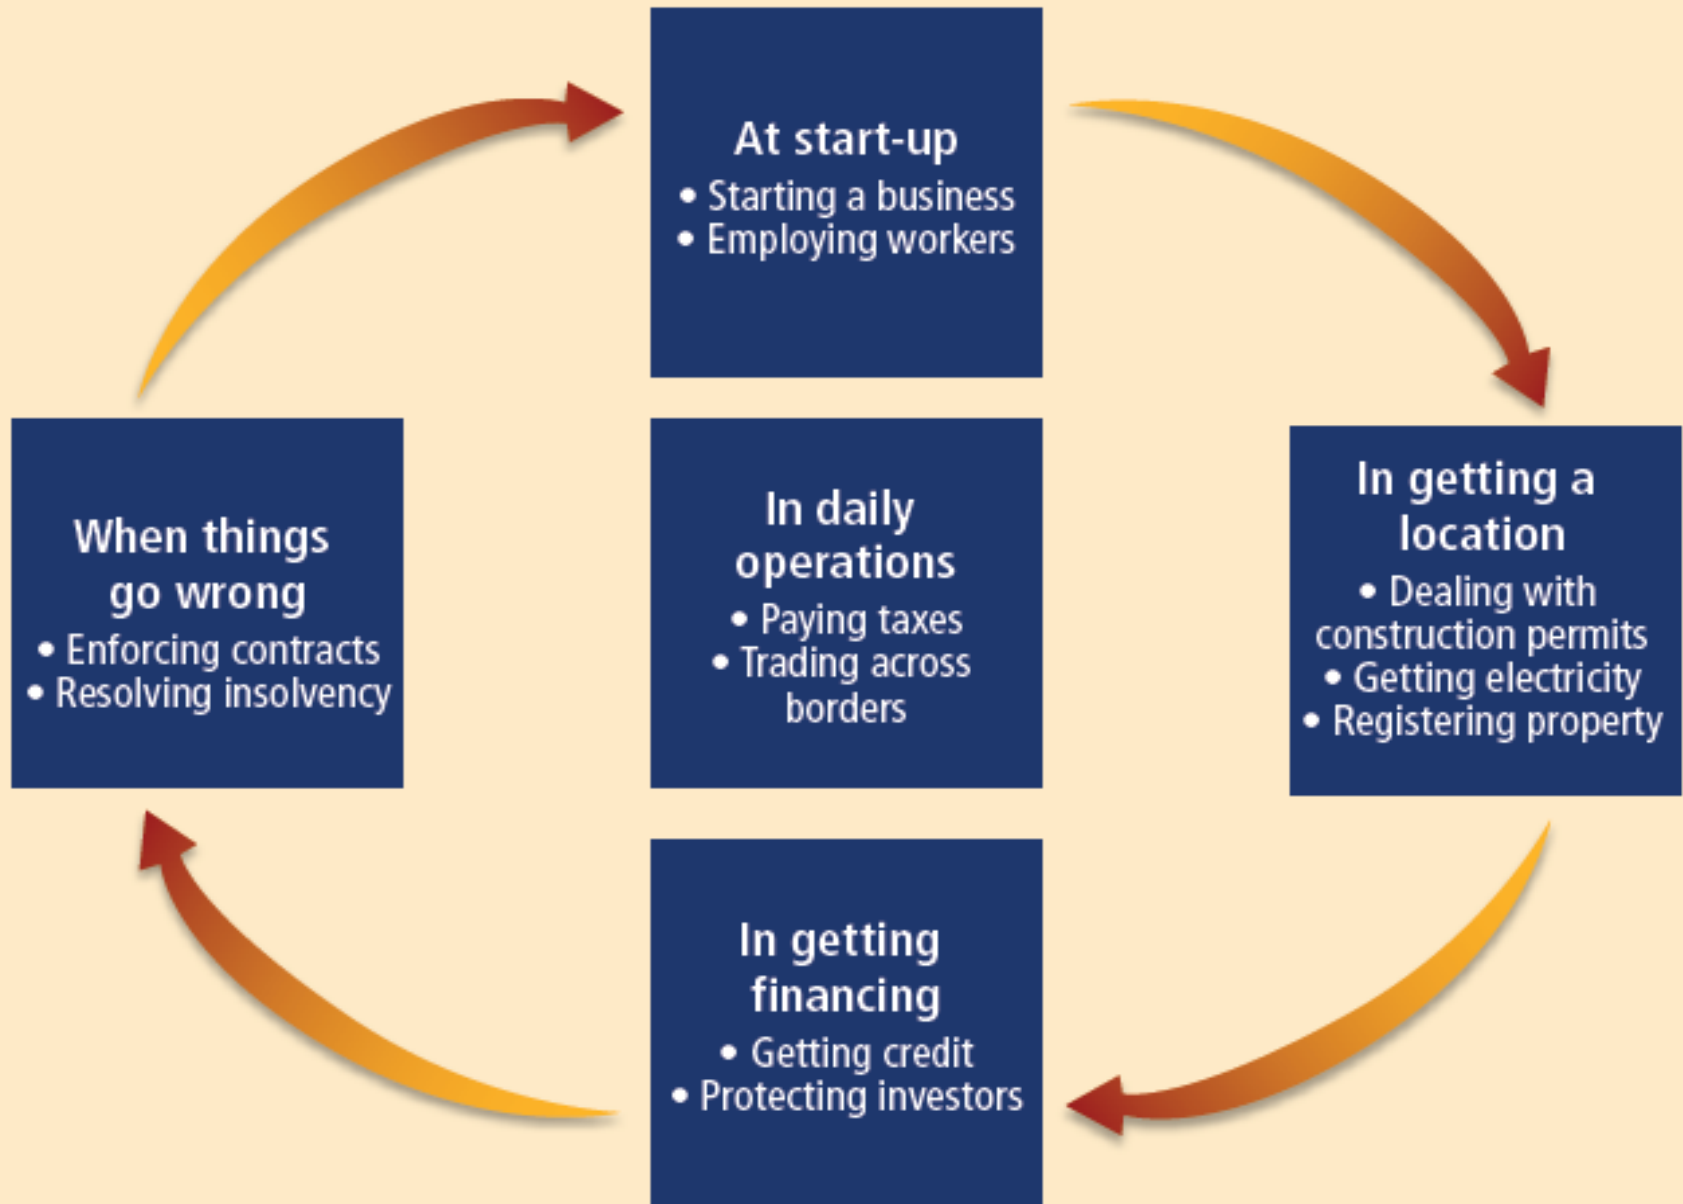 At start-up
• Starting a business
• Employing workers
When things
go wrong
• Enforcing contracts
• Resolving insolvency
In daily
operations
• Paying taxes
• Trading across
borders
In getting a
location
• Dealing with
construction permits
• Getting electricity
• Registering property
In getting
financing
• Getting credit
• Protecting investors